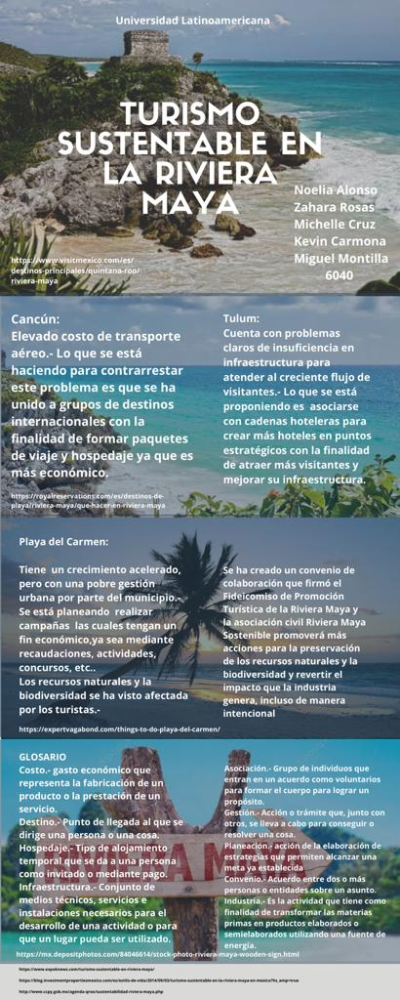 Universidad Latinoamericana
TURISMO
SUSTENTABLE EN
LA RIVIERA
MAYA
Noelia Alonso
Zahara Rosas
Michelle Cruz
Kevin Carmona
Miguel Montilla
6040
https://www.visitmexico.com/es/
destinos-principales/quintana-roo/
riviera-maya
Cancún:
Elevado costo de transporte
aéreo.- Lo que se está
haciendo para contrarrestar
este problema es que se ha
unido a grupos de destinos
internacionales con la
finalidad de formar paquetes
de viaje y hospedaje ya que es
más económico.
https://royalreservations.com/es/destinos-de-
playa/riviera-maya/que-hacer-en-riviera-maya
Tulum:
Cuenta con problemas
claros de insuficiencia en
infraestructura para
atender al creciente flujo de
visitantes.- Lo que se está
proponiendo es asociarse
con cadenas hoteleras para
crear más hoteles en puntos
estratégicos con la finalidad
de atraer más visitantes y
mejorar su infraestructura.
Playa del Carmen:
Tiene un crecimiento acelerado,
pero con una pobre gestión
urbana por parte del municipio.-
Se está planeando realizar
campañas las cuales tengan un
fin económico,ya sea mediante
recaudaciones, actividades,
concursos, etc..
Los recursos naturales y la
biodiversidad se ha visto afectada
por los turistas.-
Se ha creado un convenio de
colaboración que firmó el
Fideicomiso de Promoción
Turística de la Riviera Maya y
la asociación civil Riviera Maya
Sostenible promoverá más
acciones para la preservación
de los recursos naturales y la
biodiversidad y revertir el
impacto que la industria
genera, incluso de manera
intencional
https://expertvagabond.com/things-to-do-playa-del-carmen/
GLOSARIO
Costo.- gasto económico que
representa la fabricación de un
producto o la prestación de un
servicio.
Destino.- Punto de llegada al que se
dirige una persona o una cosa.
Hospedaje.- Tipo de alojamiento
temporal que se da a una persona
como invitado o mediante pago.
Infraestructura.- Conjunto de
medios técnicos, servicios e
instalaciones necesarios para el
desarrollo de una actividad o para
que un lugar pueda ser utilizado.
Asociación.- Grupo de individuos que
entran en un acuerdo como voluntarios
para formar el cuerpo para lograr un
propósito.
Gestión.- Acción o trámite que, junto con
otros, se lleva a cabo para conseguir o
resolver una cosa.
Planeación.- acción de la elaboración de
estrategias que permiten alcanzar una
meta ya establecida
Convenio.- Acuerdo entre dos o más
personas o entidades sobre un asunto.
Industria.- Es la actividad que tiene como
finalidad de transformar las materias
primas en productos elaborados o
semielaborados utilizando una fuente de
energía.
https://mx.depositphotos.com/84046614/stock-photo-riviera-maya-wooden-sign.html
https://www.expoknews.com/turismo-sustentable-en-riviera-maya/
https://blog.investmentpropertiesmexico.com/es/estilo-de-vida/2014/09/03/turismo-sustentable-en-la-riviera-maya-en-mexico?hs_amp=true
http://www.ccpy.gob.mx/agenda-qroo/sustentabilidad-riviera-maya.php